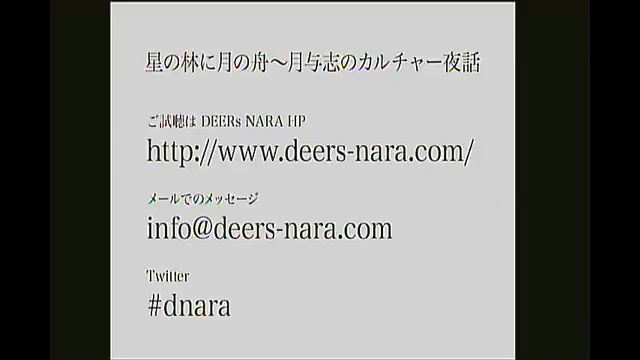 星の林に月の舟〜月与志のカルチャー夜話
ご試聴は DEERs NARA HP
http://www.deers-nara.com/
メールでのメッセージ
info@deers-nara.com
Twitter
#dnara